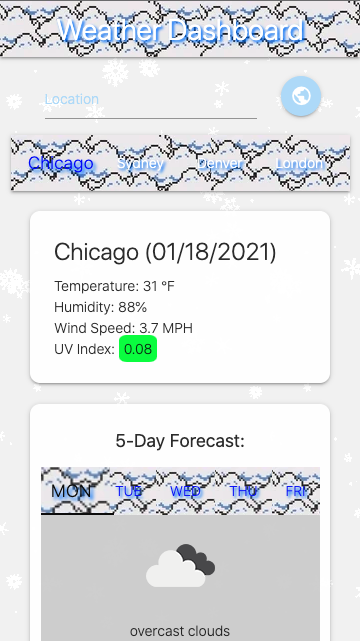 Weather Dashboard
Location
Chicago Sydney Denver London
Chicago (01/18/2021)
Temperature: 31 °F
Humidity: 88%
Wind Speed: 3.7 MPH
UV Index: 0.08
5-Day Forecast:
MON TUE WED THU FRI
overcast clouds